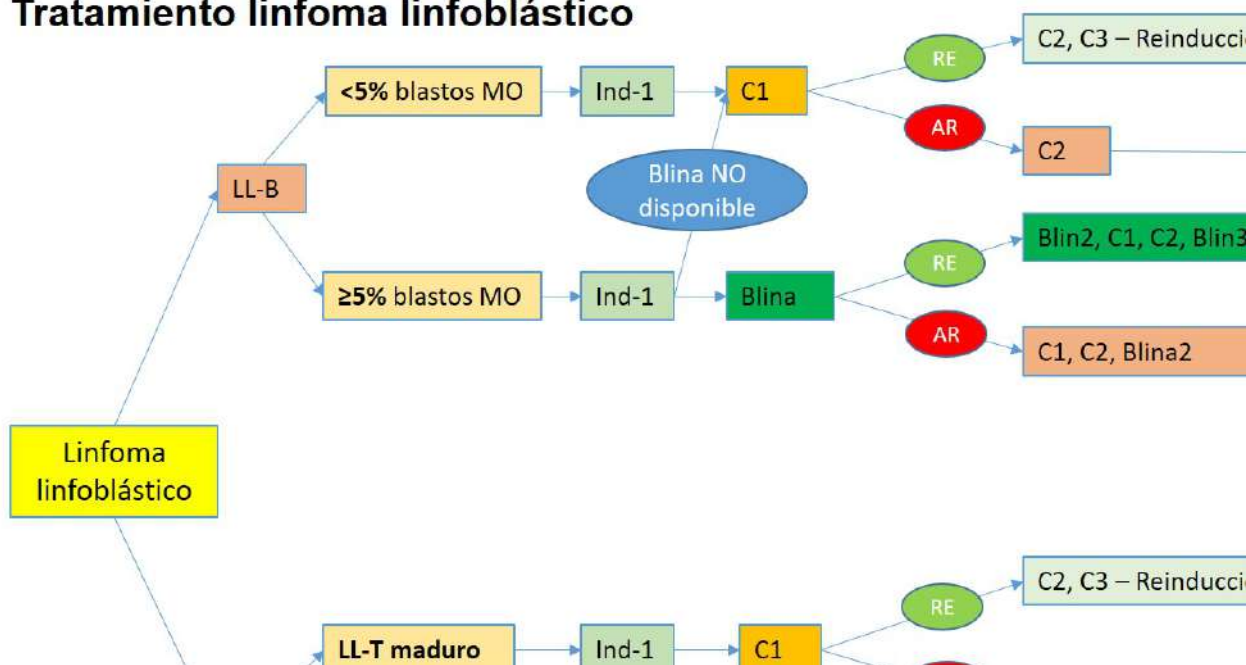 Tratamiento linfoma linfoblástico
<5% blastos MO
Ind-1
C1
RE
C2, C3 – Reinducci
AR
C2
LL-B
Blina NO
disponible
≥5% blastos MO
Ind-1
Blina
RE
Blin2, C1, C2, Blin3
AR
C1, C2, Blina2
Linfoma
linfoblástico
LL-T maduro
Ind-1
C1
RE
C2, C3 – Reinducci